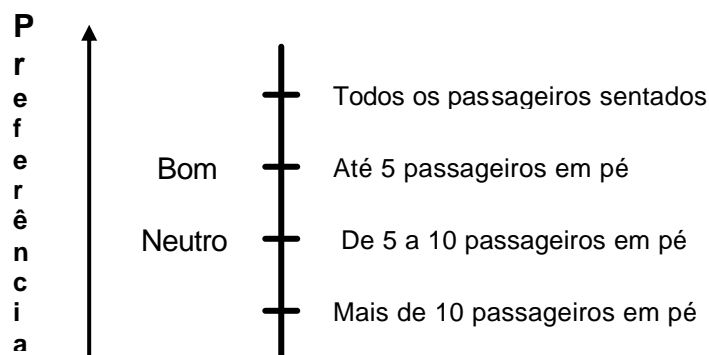 Preferência
Todos os passageiros sentados
Bom
Até 5 passageiros em pé
Neutro
De 5 a 10 passageiros em pé
Mais de 10 passageiros em pé